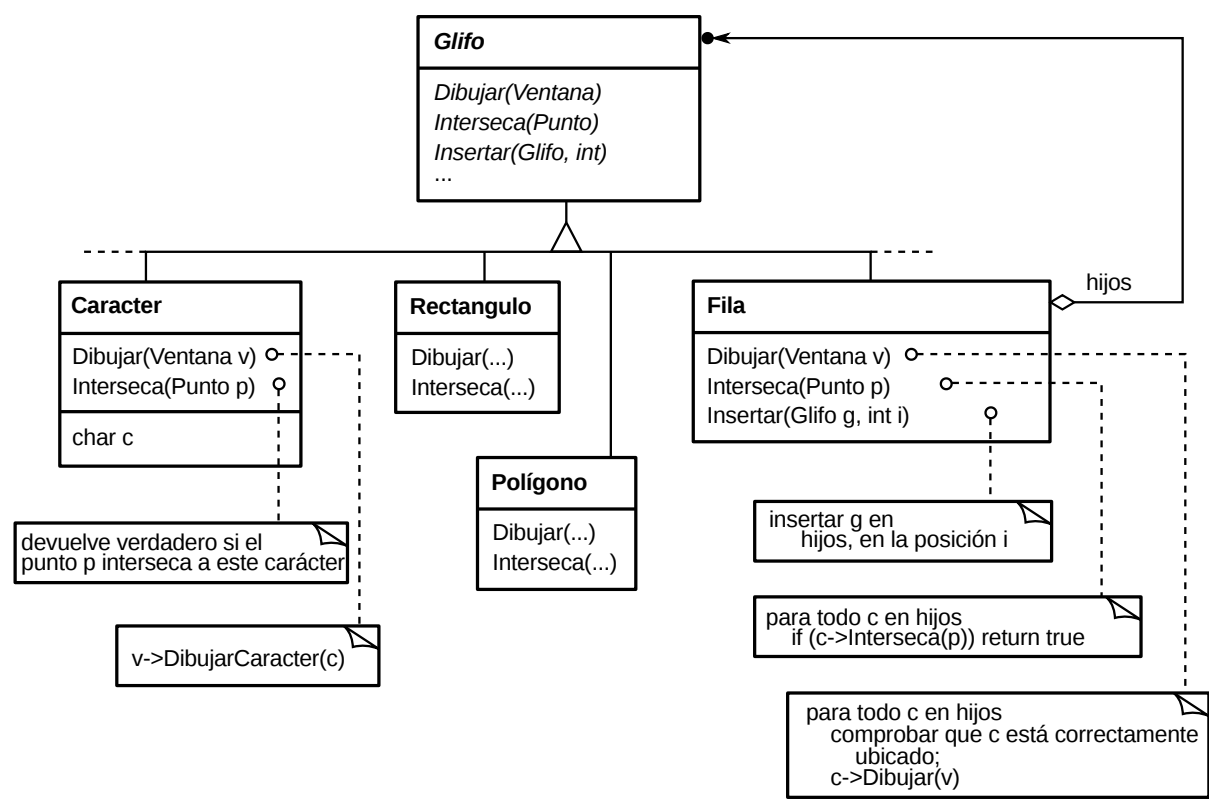 Glifo
Dibujar(Ventana)
Interseca(Punto)
Insertar(Glifo, int)
...
hijos
Caracter
Dibujar(Ventana v)
Interseca(Punto p)
char c
Rectangulo
Dibujar(...)
Interseca(...)
Fila
Dibujar(Ventana v)
Interseca(Punto p)
Insertar(Glifo g, int i)
Polígono
Dibujar(...)
Interseca(...)
devuelve verdadero si el
punto p interseca a este carácter
v->DibujarCaracter(c)
insertar g en
hijos, en la posición i
para todo c en hijos
if (c->Interseca(p)) return true
para todo c en hijos
comprobar que c está correctamente
ubicado;
c->Dibujar(v)